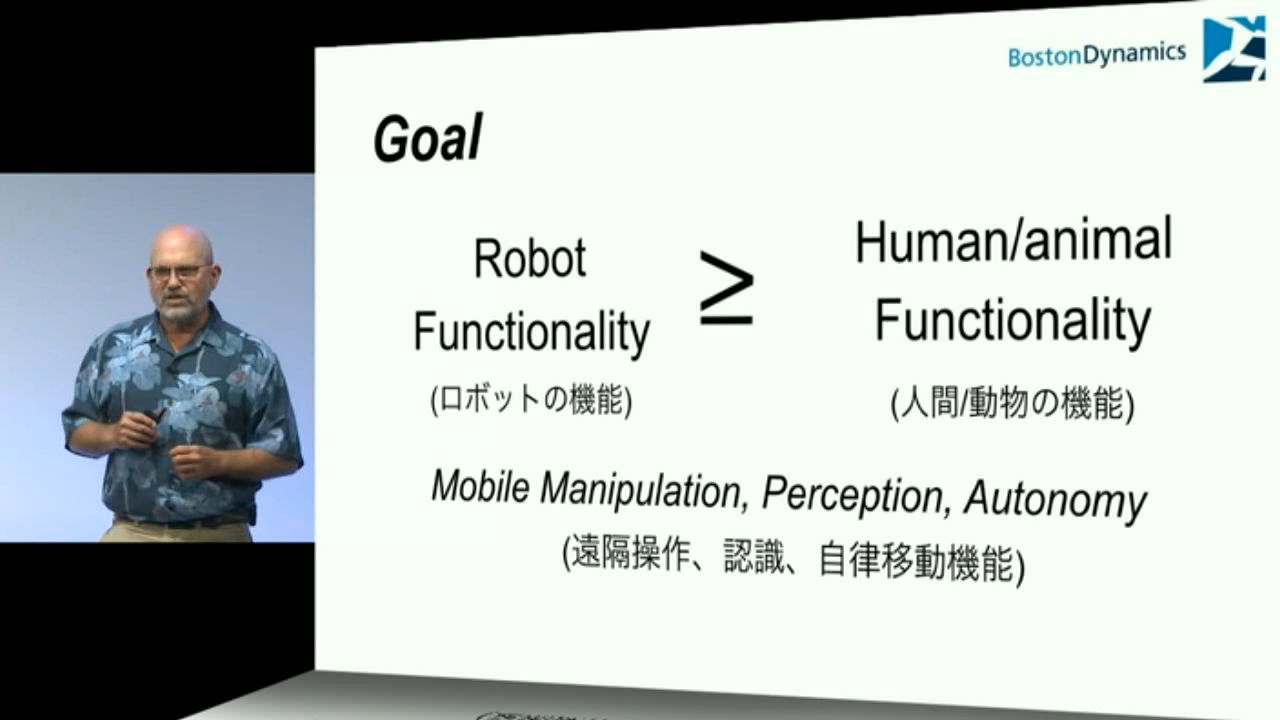 BostonDynamics
Goal
Robot
Functionality
(ロボットの機能)
≥
Human/animal
Functionality
(人間/動物の機能)
Mobile Manipulation, Perception, Autonomy
(遠隔操作、認識、自律移動機能)